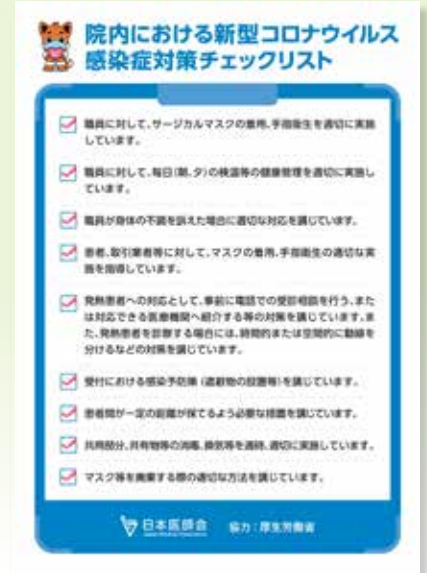 院内における新型コロナウイルス
感染症対策チェックリスト
職員に対して、サージカルマスクの着用、手指衛生を適切に実施
しています。
職員に対して、毎日(朝、夕)の検温等の健康管理を適切に実施し
ています。
職員が身体の不調を訴えた場合に適切な対応を講じています。
患者、取引業者等に対して、マスクの着用、手指衛生の適切な実
施を指導しています。
発熱患者への対応として、事前に電話での受診相談を行う、また
は対応できる医療機関へ紹介する等の対策を講じています。ま
た、発熱患者を診察する場合には、時間的または空間的に動線を
分けるなどの対策を講じています。
受付における感染予防策(遮蔽物の設置等)を講じています。
患者間が一定の距離が保てるよう必要な措置を講じています。
共用部分、共有物等の消毒、換気等を適時、適切に実施しています。
マスク等を廃棄する際の適切な方法を講じています。
日本医師会 協力:厚生労働省